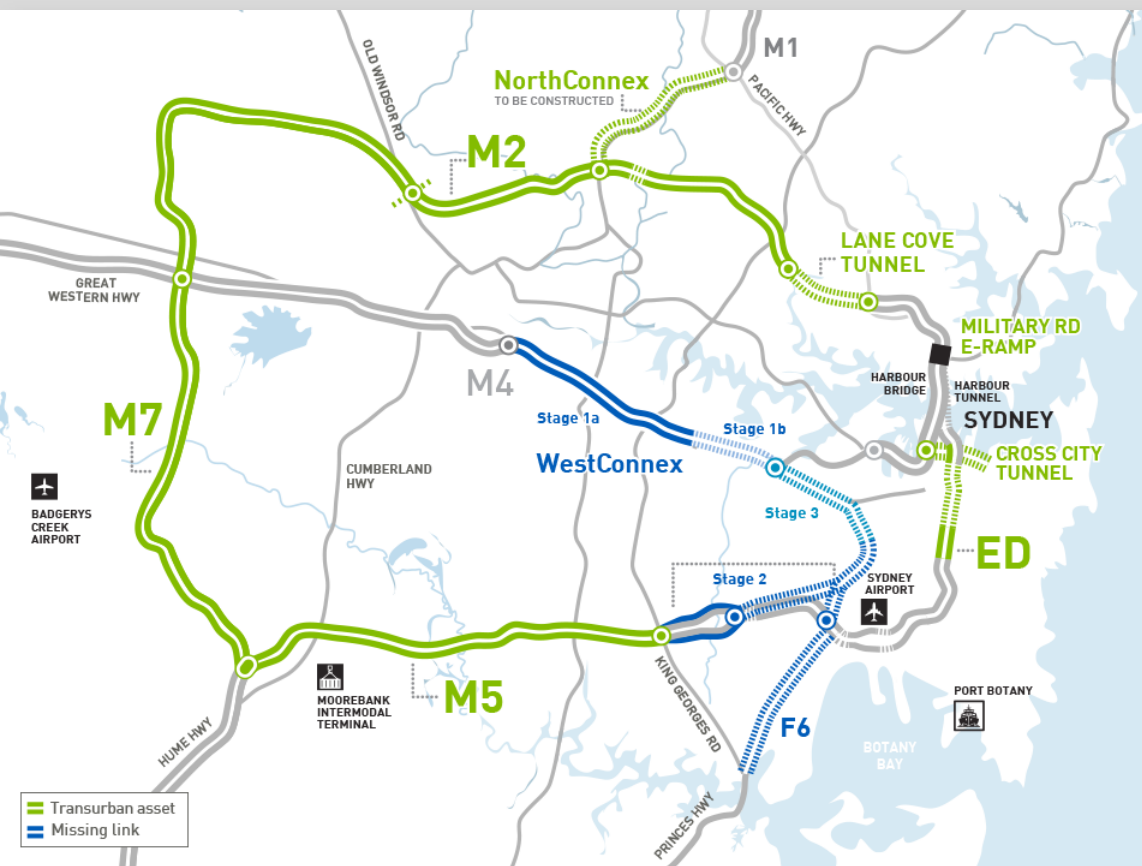 M1
OLD WINDSOR RD
NorthConnex
TO BE CONSTRUCTED
PACIFIC HWY
M2
LANE COVE
TUNNEL
GREAT
WESTERN HWY
MILITARY RD
E-RAMP
HARBOUR
BRIDGE
HARBOUR
TUNNEL
M4
SYDNEY
M7
Stage 1a
Stage 1b
WestConnex
CROSS CITY
TUNNEL
CUMBERLAND
HWY
BADGERYS
CREEK
AIRPORT
Stage 3
ED
Stage 2
SYDNEY
AIRPORT
MOOREBANK
INTERMODAL
TERMINAL
M5
KING GEORGES RD
PORT BOTANY
HUME HWY
F6
BOTANY
BAY
PRINCES HWY
Transurban asset
Missing link